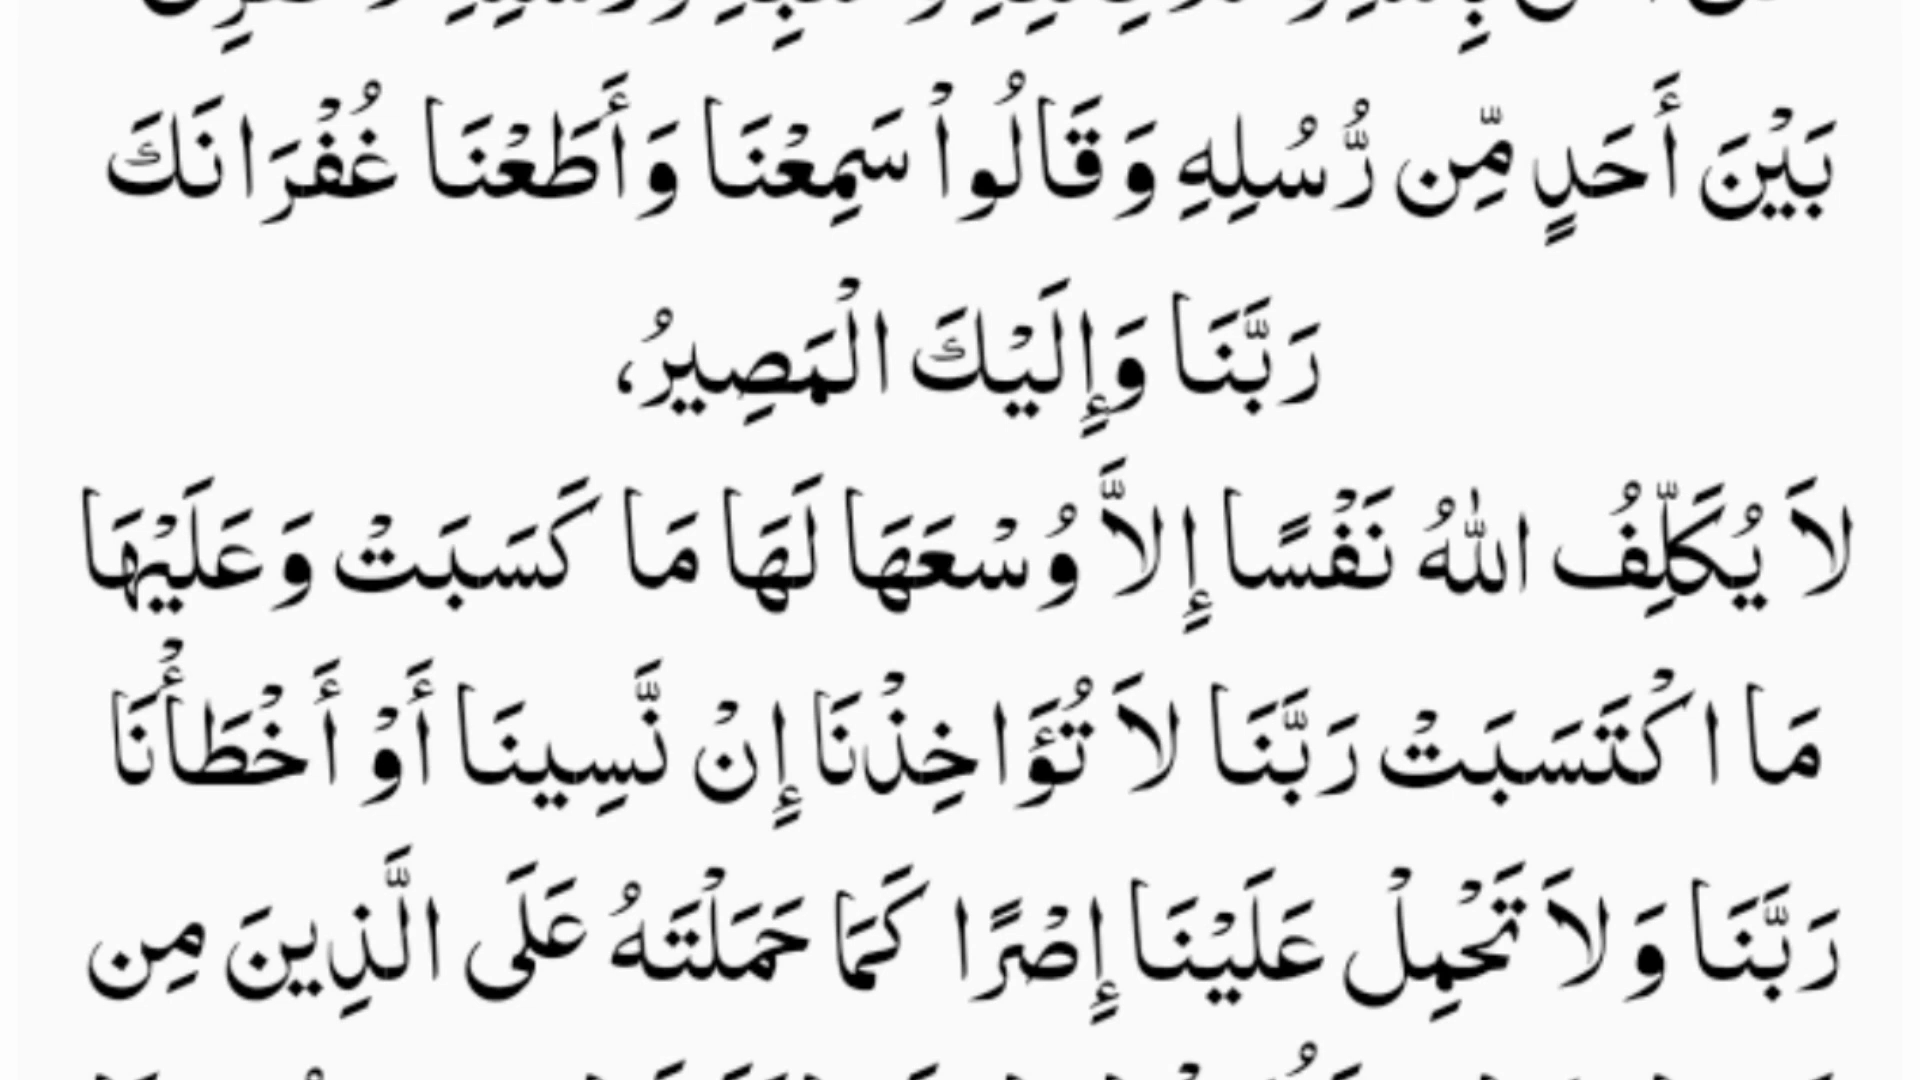 بَيْنَ أَحَدٍ مِّن رُّسُلِهِ وَقَالُواْ سَمِعْنَا وَأَطَعْنَا غُفْرَانَكَ
رَبَّنَا وَإِلَيْكَ الْمَصِيرُ،
لاَ يُكَلِّفُ اللّٰهُ نَفْسًا إِلاَّ وُسْعَهَا لَهَا مَا كَسَبَتْ وَعَلَيْهَا
مَا اكْتَسَبَتْ رَبَّنَا لاَ تُؤَاخِذْنَا إِنْ نَّسِينَا أَوْ أَخْطَأْنَا
رَبَّنَا وَلاَ تَحْمِلْ عَلَيْنَا إِصْرًا كَمَا حَمَلْتَهُ عَلَى الَّذِينَ مِن